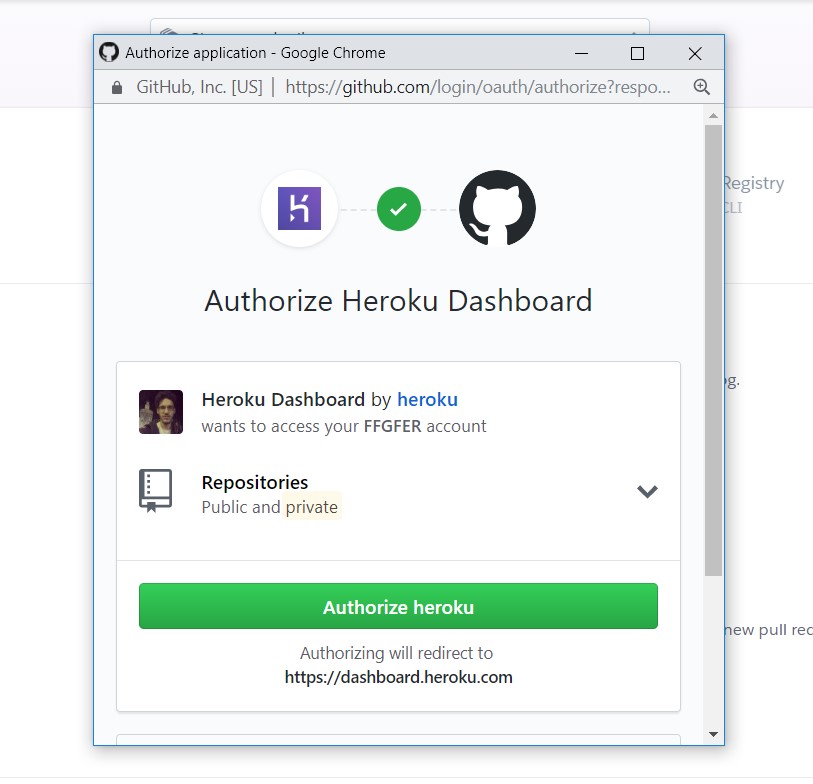 Authorize application - Google Chrome
GitHub, Inc. [US] | https://github.com/login/oauth/authorize?respo...
Registry
CLI
Authorize Heroku Dashboard
Heroku Dashboard by heroku
wants to access your FFGFER account
Repositories
Public and private
Authorize heroku
Authorizing will redirect to
https://dashboard.heroku.com
new pull